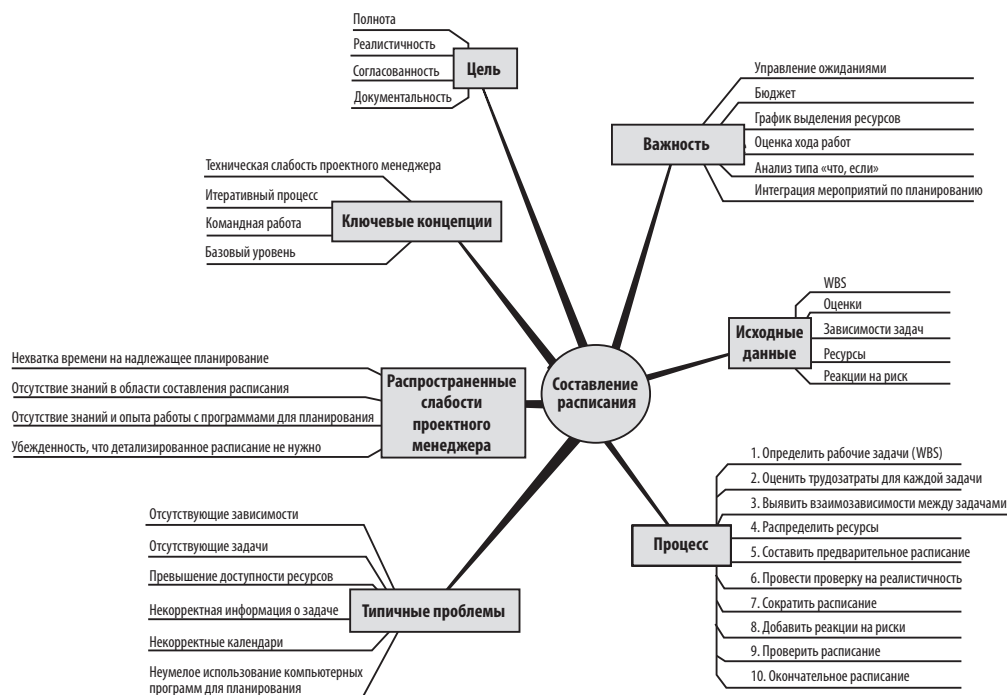 Полнота
Реалистичность
Согласованность
Документальность
Цель
Управление ожиданиями
Бюджет
График выделения ресурсов
Оценка хода работ
Анализ типа «что, если»
Интеграция мероприятий по планированию
Важность
Техническая слабость проектного менеджера
Итеративный процесс
Командная работа
Базовый уровень
Ключевые концепции
WBS
Оценки
Зависимости задач
Ресурсы
Реакции на риск
Исходные
данные
Нехватка времени на надлежащее планирование
Отсутствие знаний в области составления расписания
Отсутствие знаний и опыта работы с программами для планирования
Убежденность, что детализированное расписание не нужно
Распространенные
слабости
проектного
менеджера
Составление
расписания
1. Определить рабочие задачи (WBS)
2. Оценить трудозатраты для каждой задачи
3. Выявить взаимозависимости между задачами
4. Распределить ресурсы
5. Составить предварительное расписание
6. Провести проверку на реалистичность
7. Сократить расписание
8. Добавить реакции на риски
9. Проверить расписание
10. Окончательное расписание
Процесс
Отсутствующие зависимости
Отсутствующие задачи
Превышение доступности ресурсов
Некорректная информация о задаче
Некорректные календари
Неумелое использование компьютерных
программ для планирования
Типичные проблемы